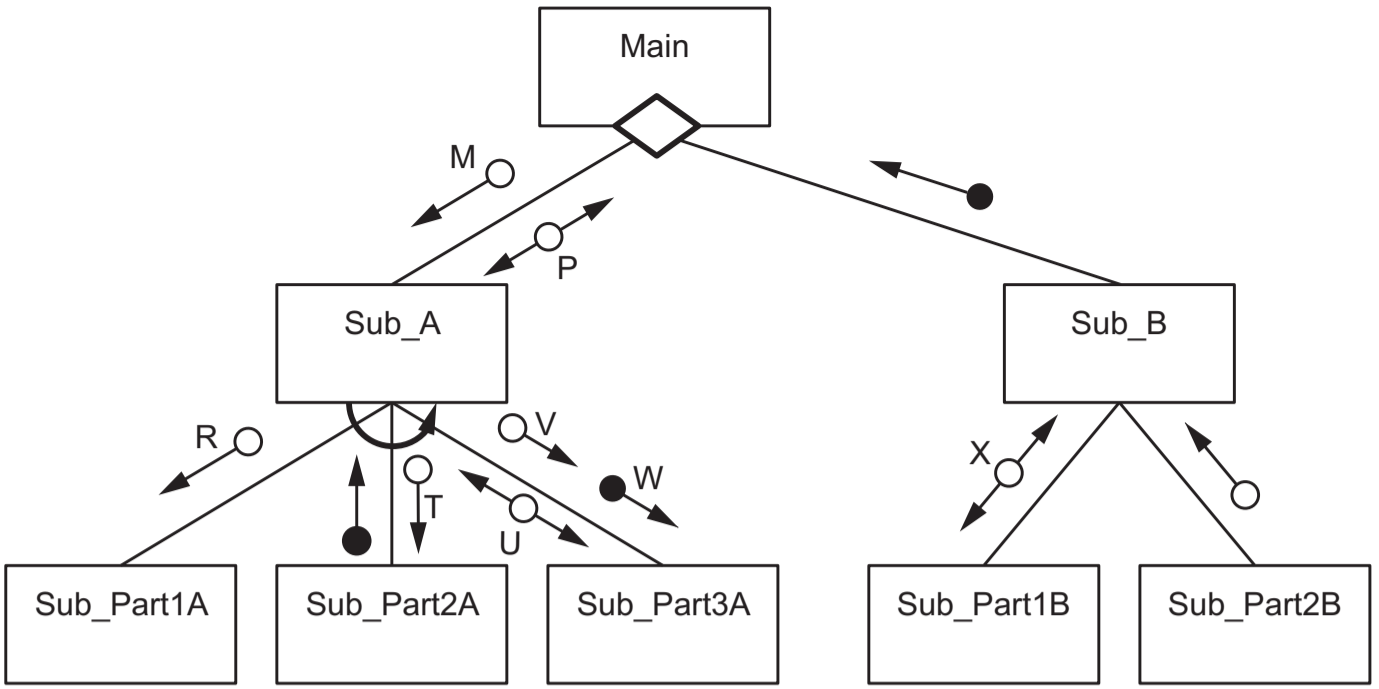 Main
M
P
Sub_A
Sub_B
R
V
W
X
T
U
Sub_Part1A
Sub_Part2A
Sub_Part3A
Sub_Part1B
Sub_Part2B